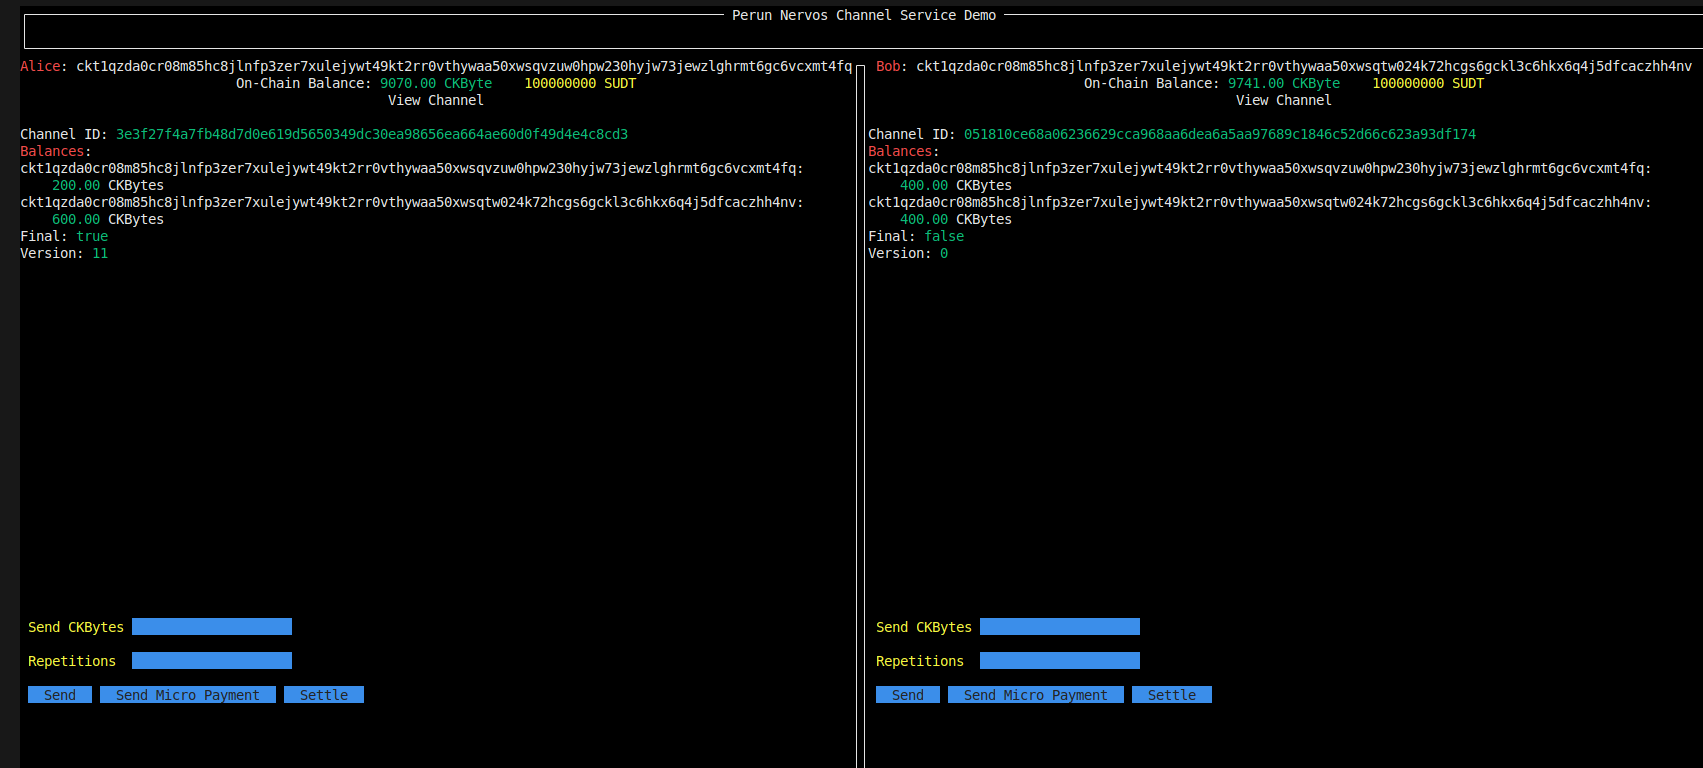 Perun Nervos Channel Service Demo
Alice: ckt1qzda0cr08m85hc8jlnfp3zer7xulejywt49kt2rr0vthywaa50xwsqvzuw0hpw230hyjw73jewzlghrmt6gc6vcxmt4fq
On-Chain Balance: 9070.00 CKByte 100000000 SUDT
View Channel
Channel ID: 3e3f27f4a7fb48d7d0e619d5650349dc30ea98656ea664ae60d0f49d4e4c8cd3
Balances:
ckt1qzda0cr08m85hc8jlnfp3zer7xulejywt49kt2rr0vthywaa50xwsqvzuw0hpw230hyjw73jewzlghrmt6gc6vcxmt4fq:
200.00 CKBytes
ckt1qzda0cr08m85hc8jlnfp3zer7xulejywt49kt2rr0vthywaa50xwsqtw024k72hcgs6gckl3c6hkx6q4j5dfcaczhh4nv:
600.00 CKBytes
Final: true
Version: 11
Send CKBytes
Repetitions
Send Send Micro Payment Settle
Bob: ckt1qzda0cr08m85hc8jlnfp3zer7xulejywt49kt2rr0vthywaa50xwsqtw024k72hcgs6gckl3c6hkx6q4j5dfcaczhh4nv
On-Chain Balance: 9741.00 CKByte 100000000 SUDT
View Channel
Channel ID: 051810ce68a06236629cca968aa6dea6a5aa97689c1846c52d66c623a93df174
Balances:
ckt1qzda0cr08m85hc8jlnfp3zer7xulejywt49kt2rr0vthywaa50xwsqvzuw0hpw230hyjw73jewzlghrmt6gc6vcxmt4fq:
400.00 CKBytes
ckt1qzda0cr08m85hc8jlnfp3zer7xulejywt49kt2rr0vthywaa50xwsqtw024k72hcgs6gckl3c6hkx6q4j5dfcaczhh4nv:
400.00 CKBytes
Final: false
Version: 0
Send CKBytes
Repetitions
Send Send Micro Payment Settle